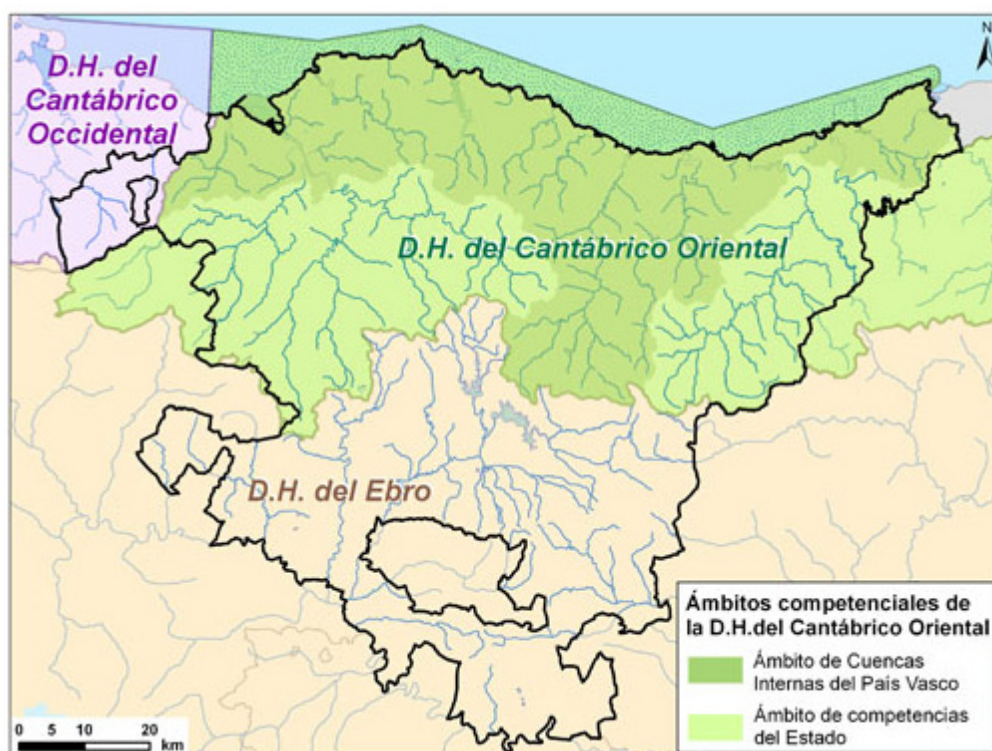 N
D.H. del
Cantábrico
Occidental
D.H. del Cantábrico Oriental
D.H. del Ebro
Ámbitos competenciales de
la D.H.del Cantábrico Oriental
Ámbito de Cuencas
Internas del País Vasco
Ámbito de competencias
del Estado
0 5 10 20
km